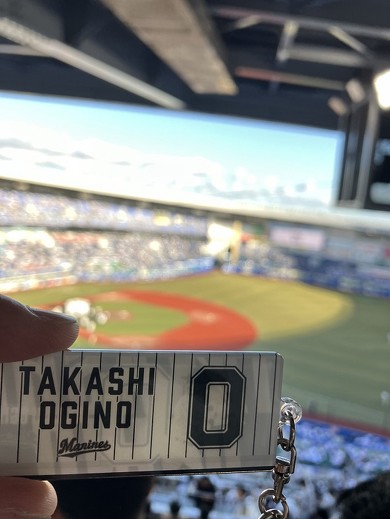 TAKASHI
OGINO
0
Marines